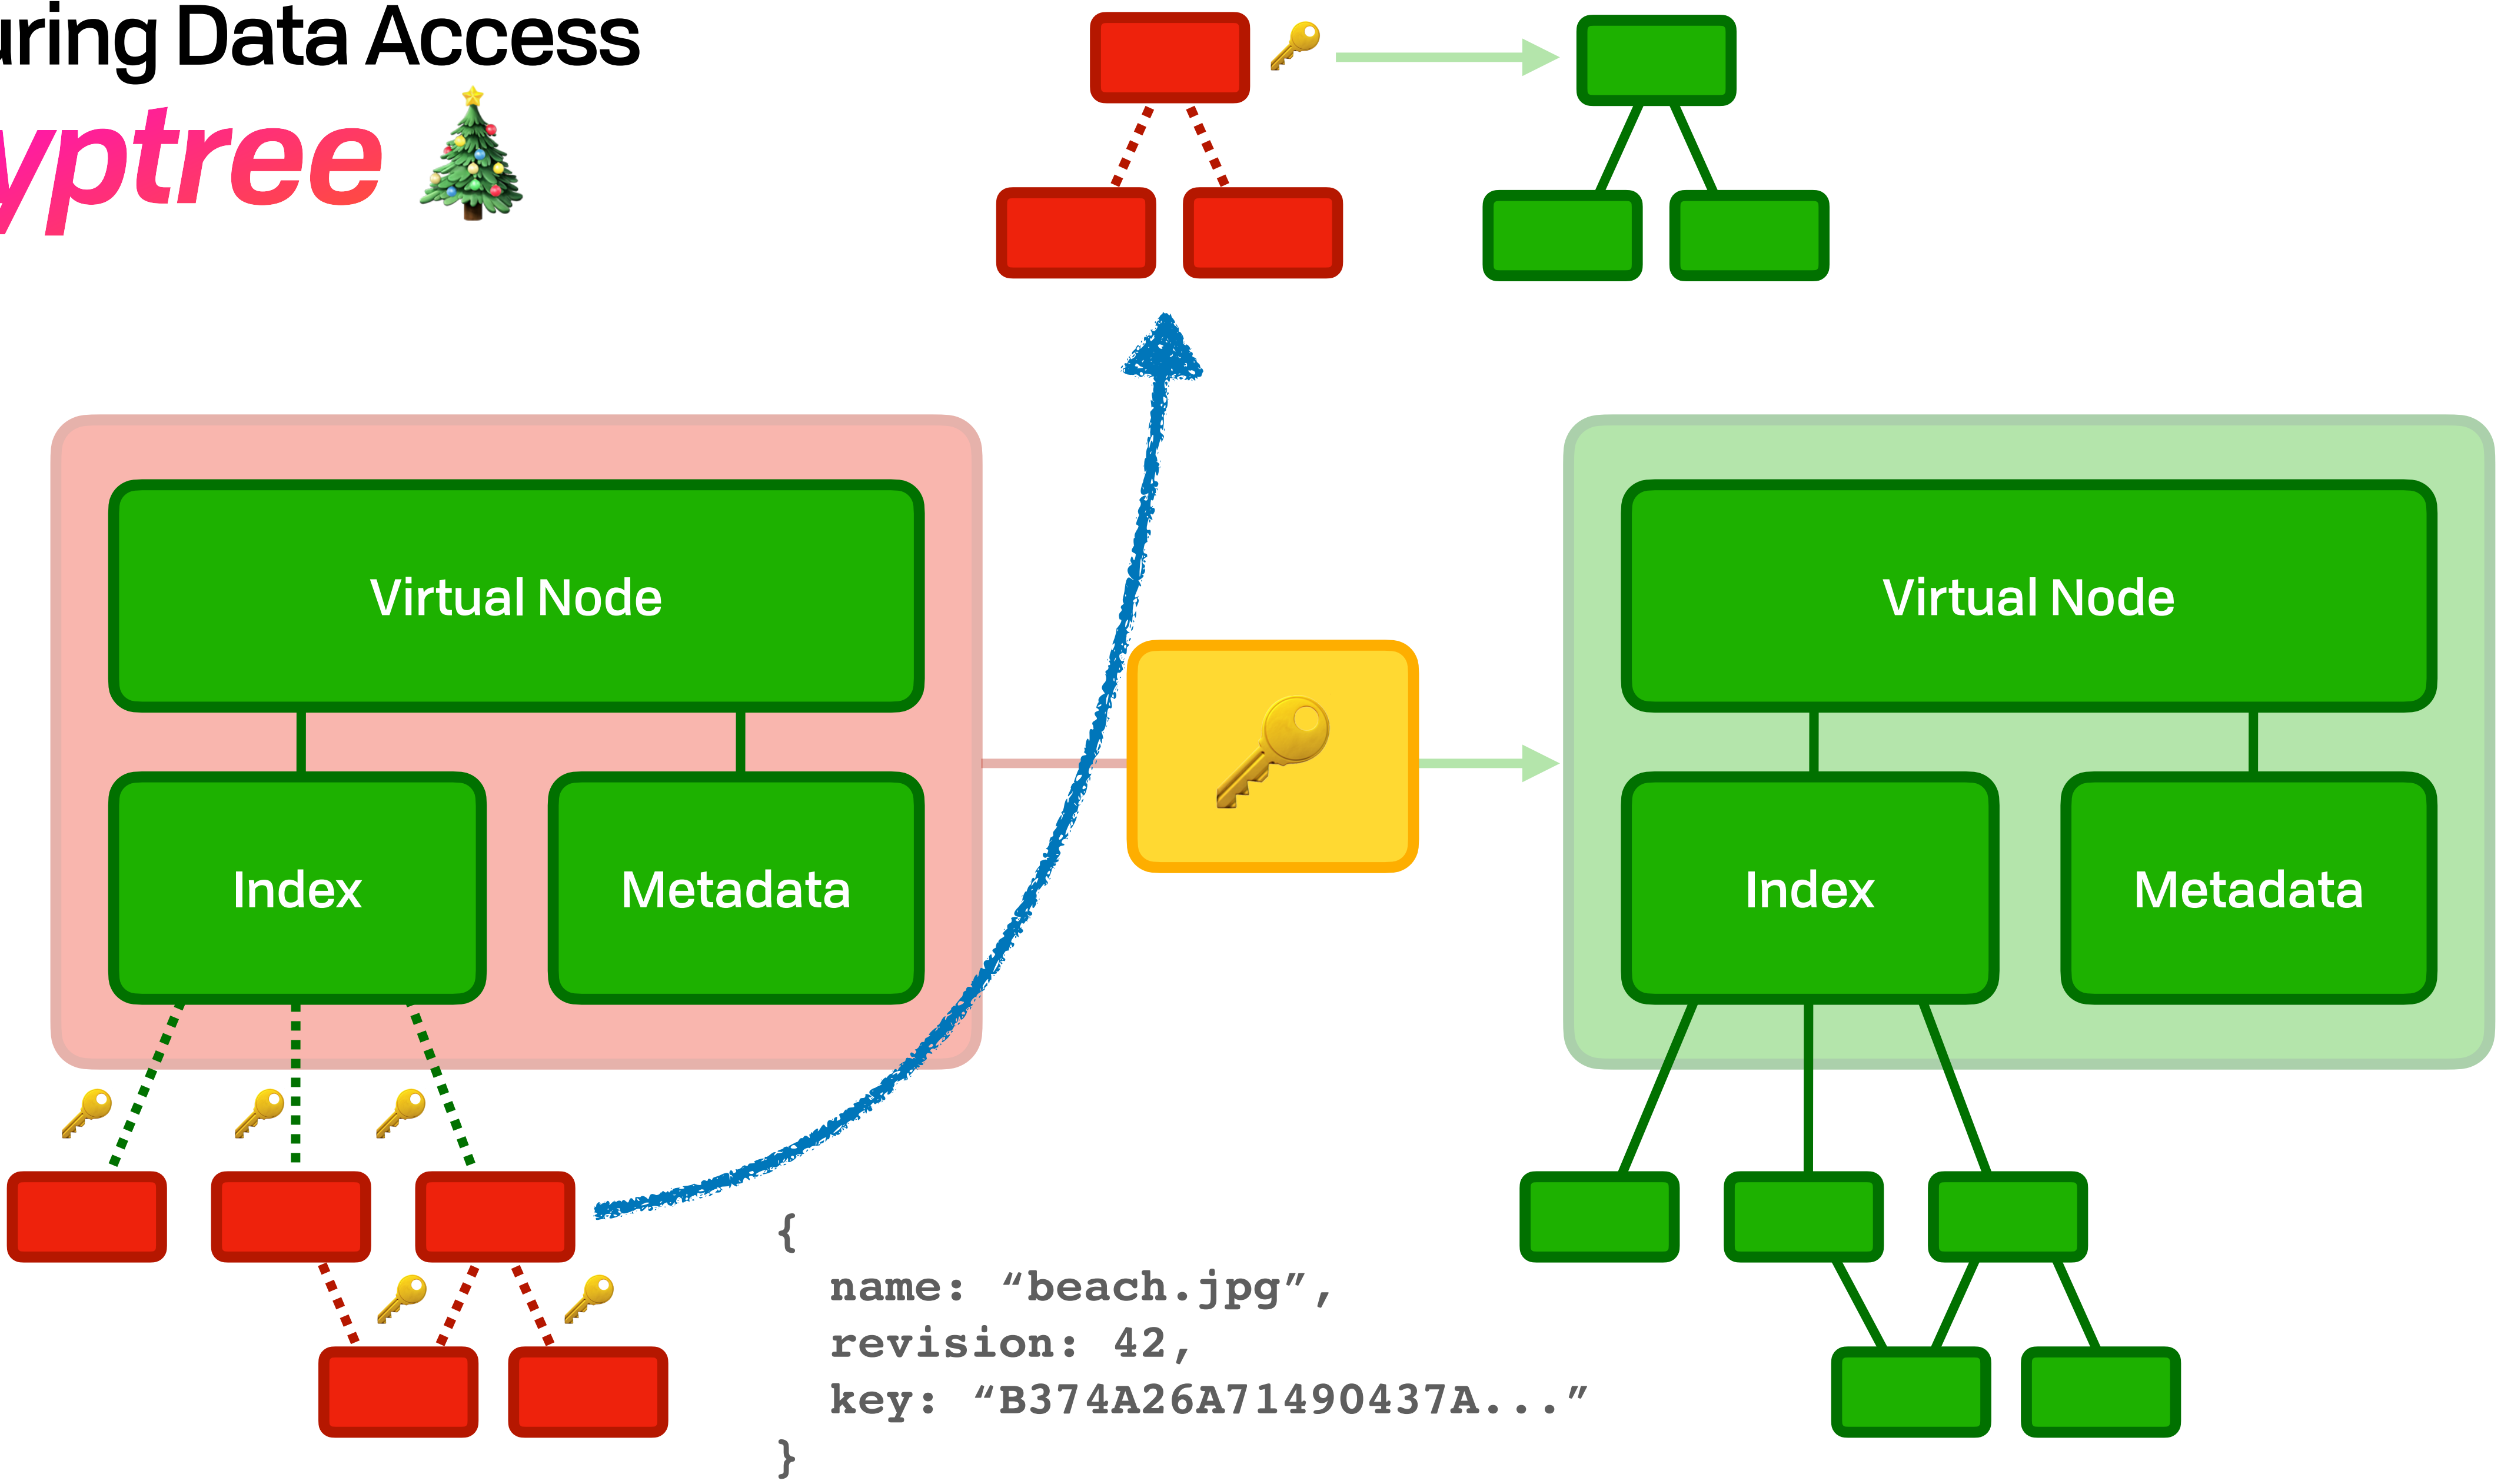 uring Data Access
yptree
Virtual Node
Index
Metadata
Virtual Node
Index
Metadata
{
name: “beach.jpg”,
revision: 42,
key: “B374A26A71490437A...”
}